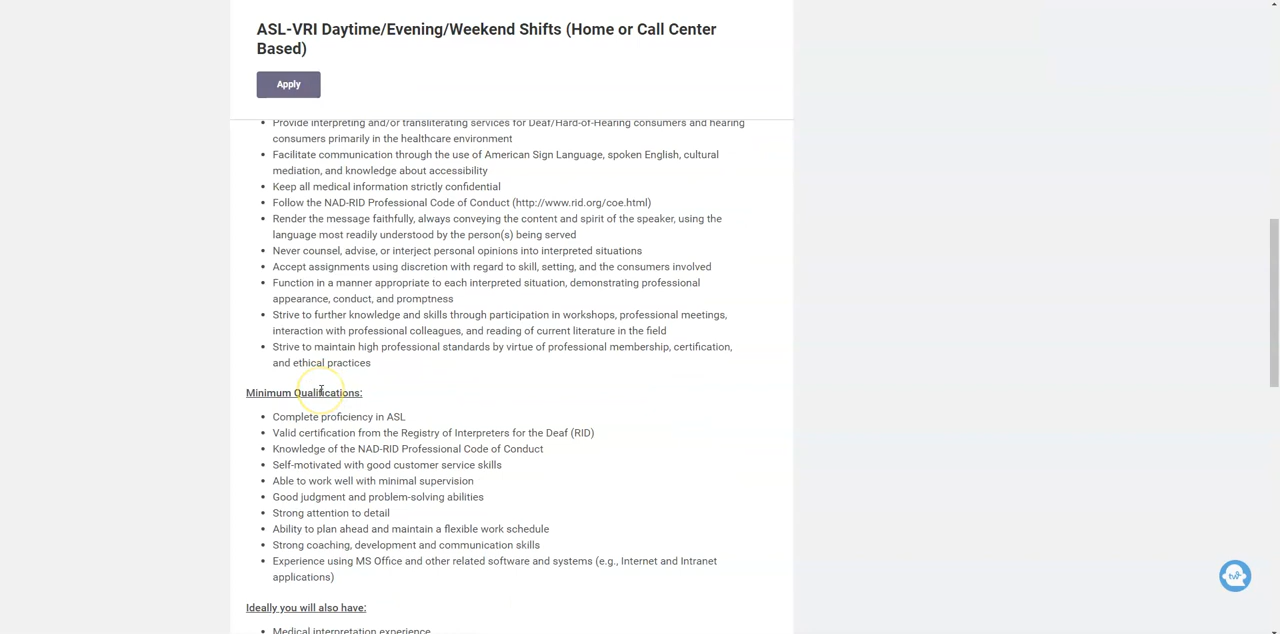 ASL-VRI Daytime/Evening/Weekend Shifts (Home or Call Center
Based)
Apply
Provide interpreting and/or transliterating services for Deaf/Hard-of-Hearing consumers and hearing
consumers primarily in the healthcare environment
Facilitate communication through the use of American Sign Language, spoken English, cultural
mediation, and knowledge about accessibility
Keep all medical information strictly confidential
Follow the NAD-RID Professional Code of Conduct (http://www.rid.org/coe.html)
Render the message faithfully, always conveying the content and spirit of the speaker, using the
language most readily understood by the person(s) being served
Never counsel, advise, or interject personal opinions into interpreted situations
Accept assignments using discretion with regard to skill, setting, and the consumers involved
Function in a manner appropriate to each interpreted situation, demonstrating professional
appearance, conduct, and promptness
Strive to further knowledge and skills through participation in workshops, professional meetings,
interaction with professional colleagues, and reading of current literature in the field
Strive to maintain high professional standards by virtue of professional membership, certification,
and ethical practices
Minimum Qualifications:
Complete proficiency in ASL
Valid certification from the Registry of Interpreters for the Deaf (RID)
Knowledge of the NAD-RID Professional Code of Conduct
Self-motivated with good customer service skills
Able to work well with minimal supervision
Good judgment and problem-solving abilities
Strong attention to detail
Ability to plan ahead and maintain a flexible work schedule
Strong coaching, development and communication skills
Experience using MS Office and other related software and systems (e.g., Internet and Intranet
applications)
Ideally you will also have:
Medical interpretation experience